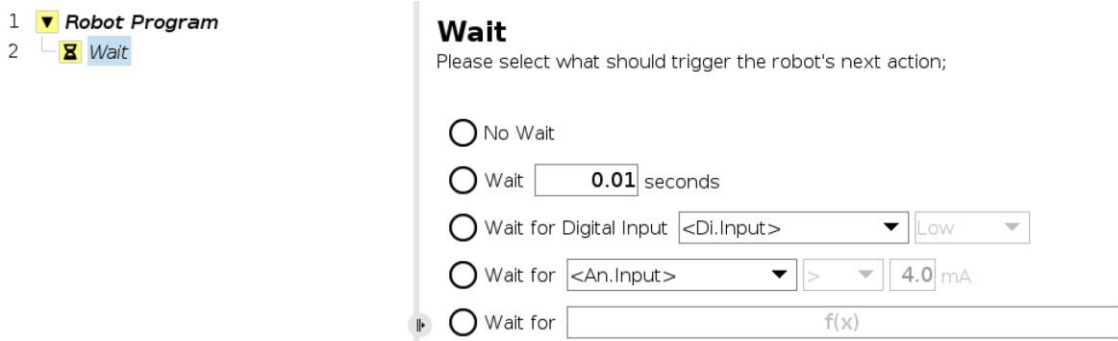 1 Robot Program
2 Wait
Wait
Please select what should trigger the robot's next action;
No Wait
Wait 0.01 seconds
Wait for Digital Input <Di.Input> Low
Wait for <An.Input> > 4.0 mA
Wait for f(x)